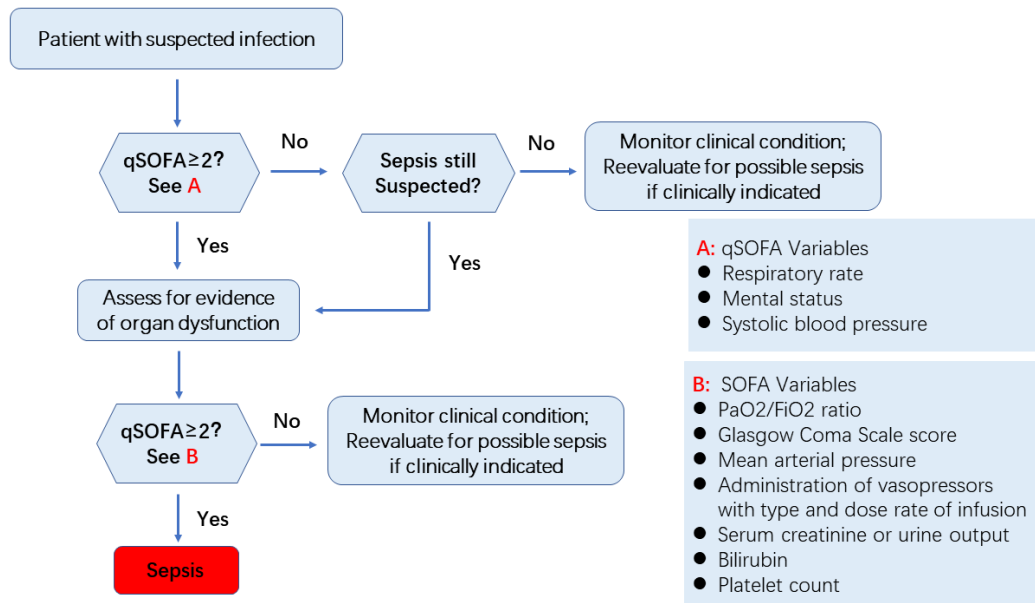 Patient with suspected infection
qSOFA≥2?
See A
No
Sepsis still
Suspected?
No
Monitor clinical condition;
Reevaluate for possible sepsis
if clinically indicated
Yes
Yes
Assess for evidence
of organ dysfunction
qSOFA≥2?
See B
No
Monitor clinical condition;
Reevaluate for possible sepsis
if clinically indicated
Yes
Sepsis
A: qSOFA Variables
● Respiratory rate
● Mental status
● Systolic blood pressure
B: SOFA Variables
● PaO2/FiO2 ratio
● Glasgow Coma Scale score
● Mean arterial pressure
● Administration of vasopressors
with type and dose rate of infusion
● Serum creatinine or urine output
● Bilirubin
● Platelet count